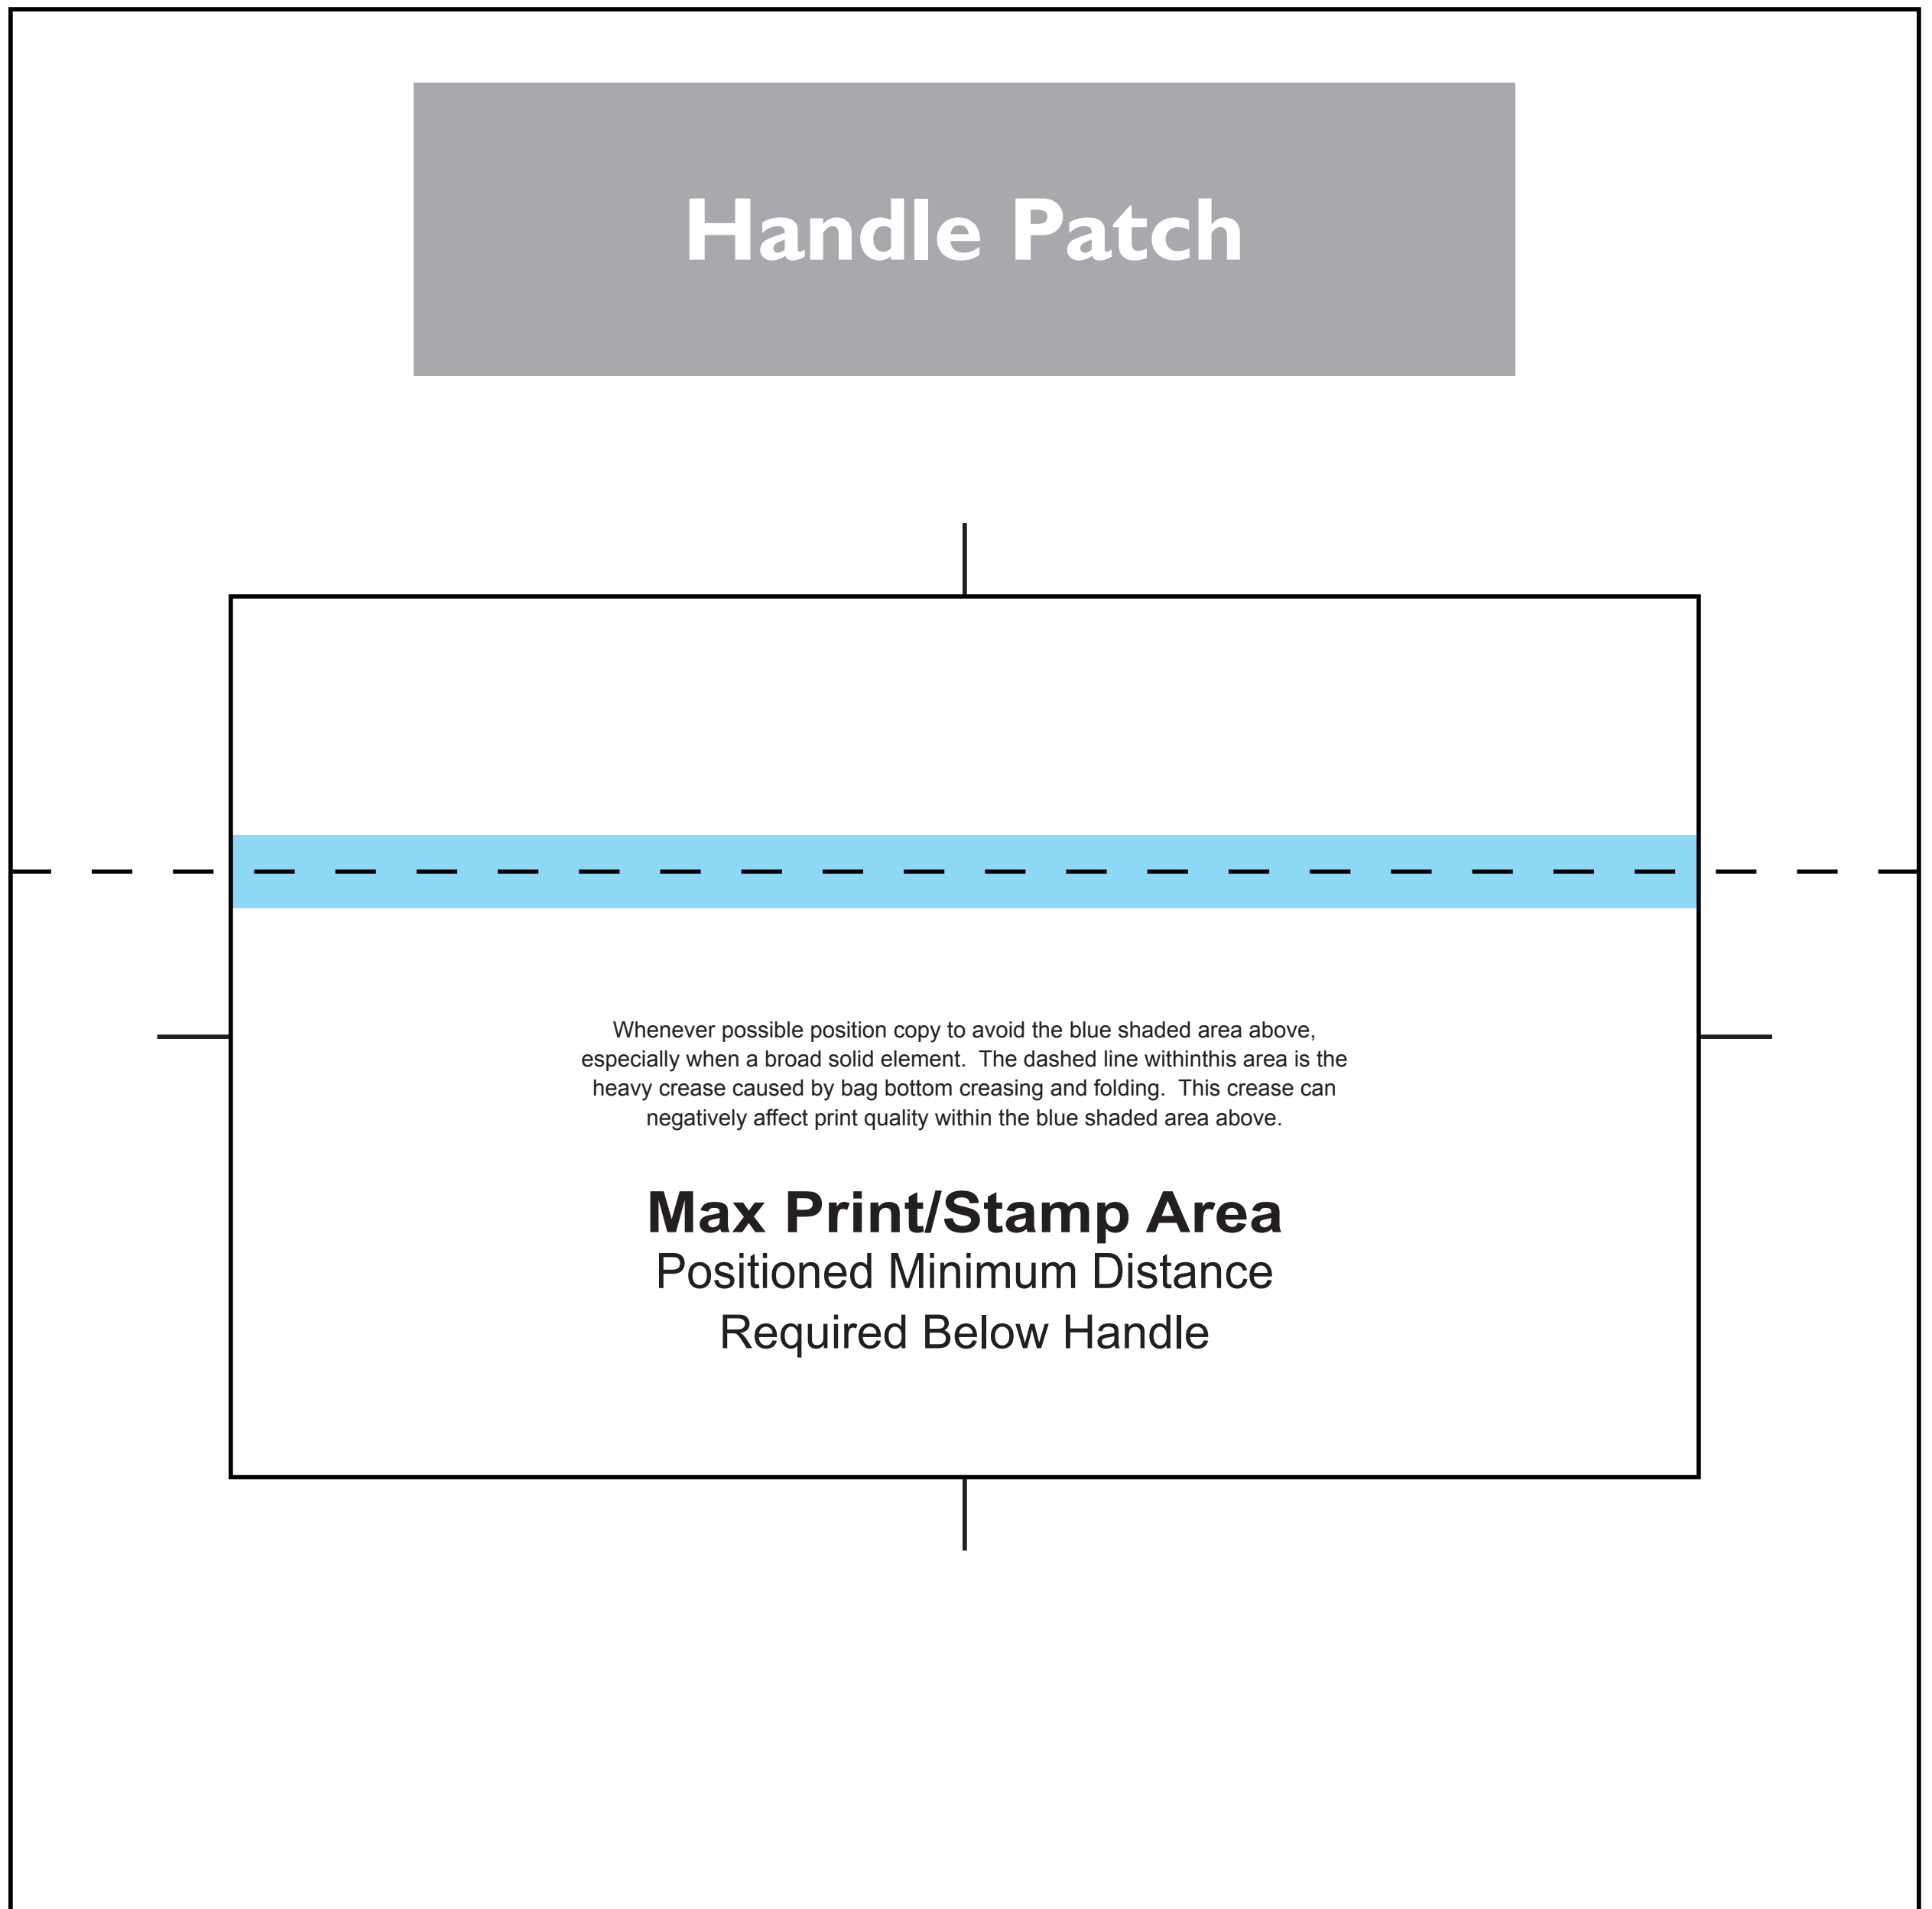 Handle Patch
Whenever possible position copy to avoid the blue shaded area above,
especially when a broad solid element.  The dashed line withinthis area is the
heavy crease caused by bag bottom creasing and folding.  This crease can
negatively affect print quality within the blue shaded area above.
Max Print/Stamp Area
Positioned Minimum Distance
Required Below Handle